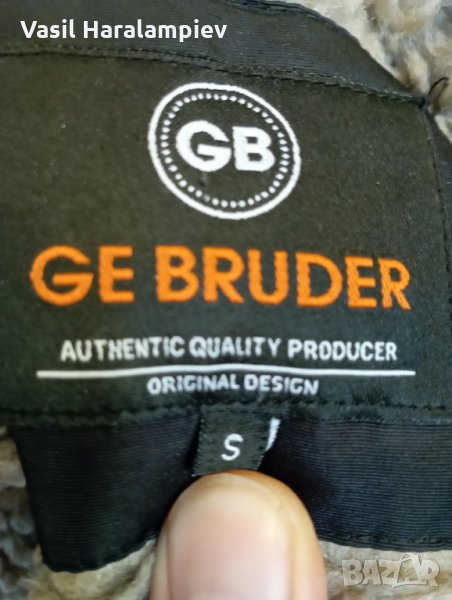 Vasil Haralampiev
GB
GE BRUDER
AUTHENTIC QUALITY PRODUCER
ORIGINAL DESIGN
S
BAZAR